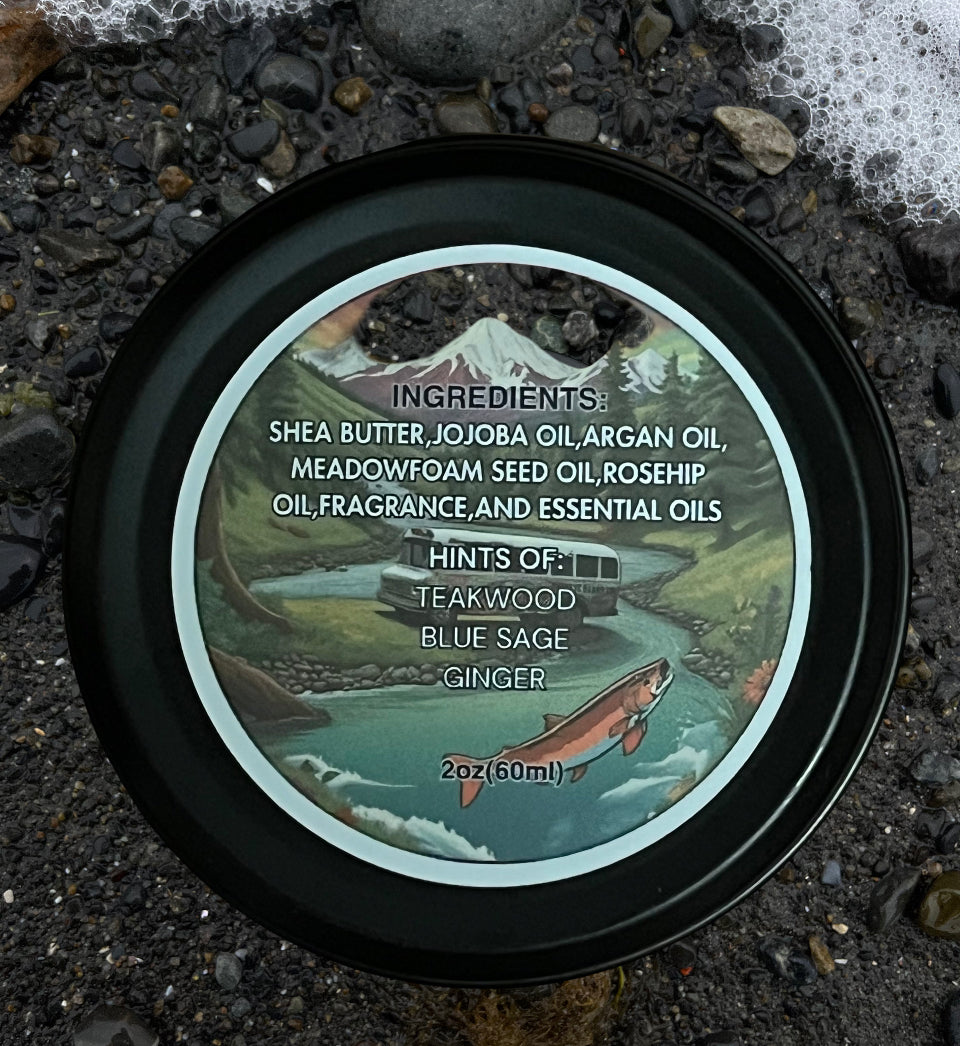 INGREDIENTS:
SHEA BUTTER,JOJOBA OIL,ARGAN OIL,
MEADOWFOAM SEED OIL,ROSEHIP
OIL,FRAGRANCE,AND ESSENTIAL OILS
HINTS OF:
TEAKWOOD
BLUE SAGE
GINGER
2oz(60ml)